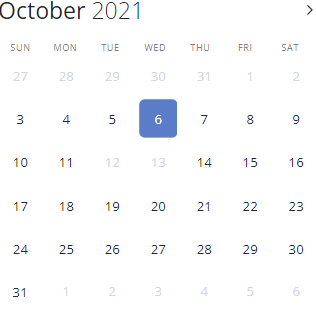 October 2021
SUN MON TUE WED THU FRI SAT
27 28 29 30 31 1 2
3 4 5 6 7 8 9
10 11 12 13 14 15 16
17 18 19 20 21 22 23
24 25 26 27 28 29 30
31 1 2 3 4 5 6